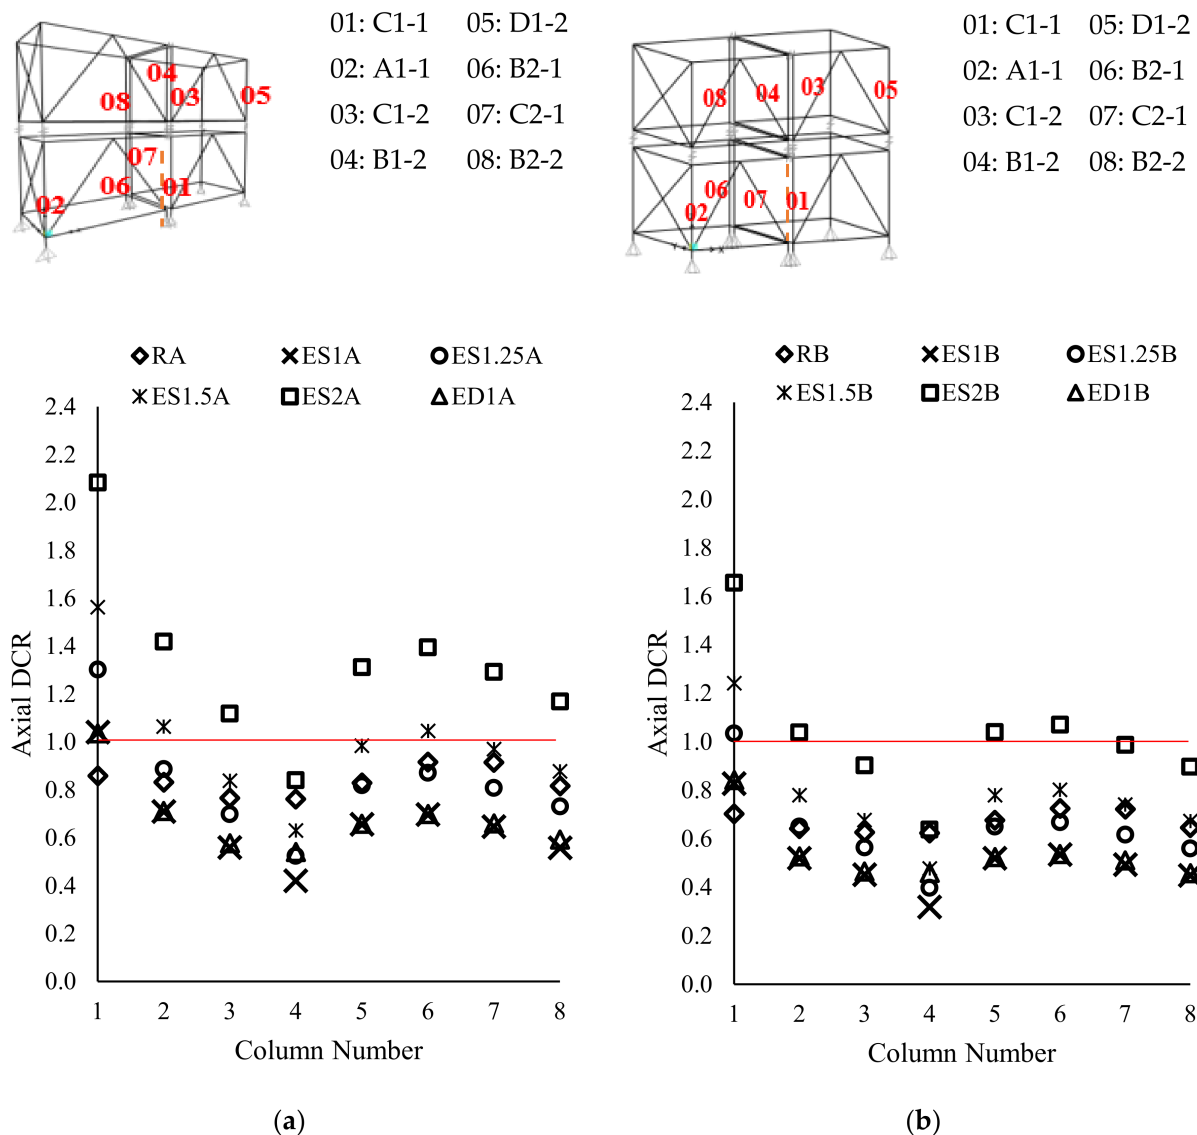 01: C1-1 05: D1-2
02: A1-1 06: B2-1
03: C1-2 07: C2-1
04: B1-2 08: B2-2
04
08
03
05
07
06
01
02
01: C1-1 05: D1-2
02: A1-1 06: B2-1
03: C1-2 07: C2-1
04: B1-2 08: B2-2
08
04
03
05
06
07
01
02
Y
X
RA ES1A ES1.25A
ES1.5A ES2A ED1A
2.4
2.2
2.0
1.8
1.6
1.4
1.2
1.0
0.8
0.6
0.4
0.2
0.0
Axial DCR
1 2 3 4 5 6 7 8
Column Number
(a)
RB ES1B ES1.25B
ES1.5B ES2B ED1B
2.4
2.2
2.0
1.8
1.6
1.4
1.2
1.0
0.8
0.6
0.4
0.2
0.0
Axial DCR
1 2 3 4 5 6 7 8
Column Number
(b)